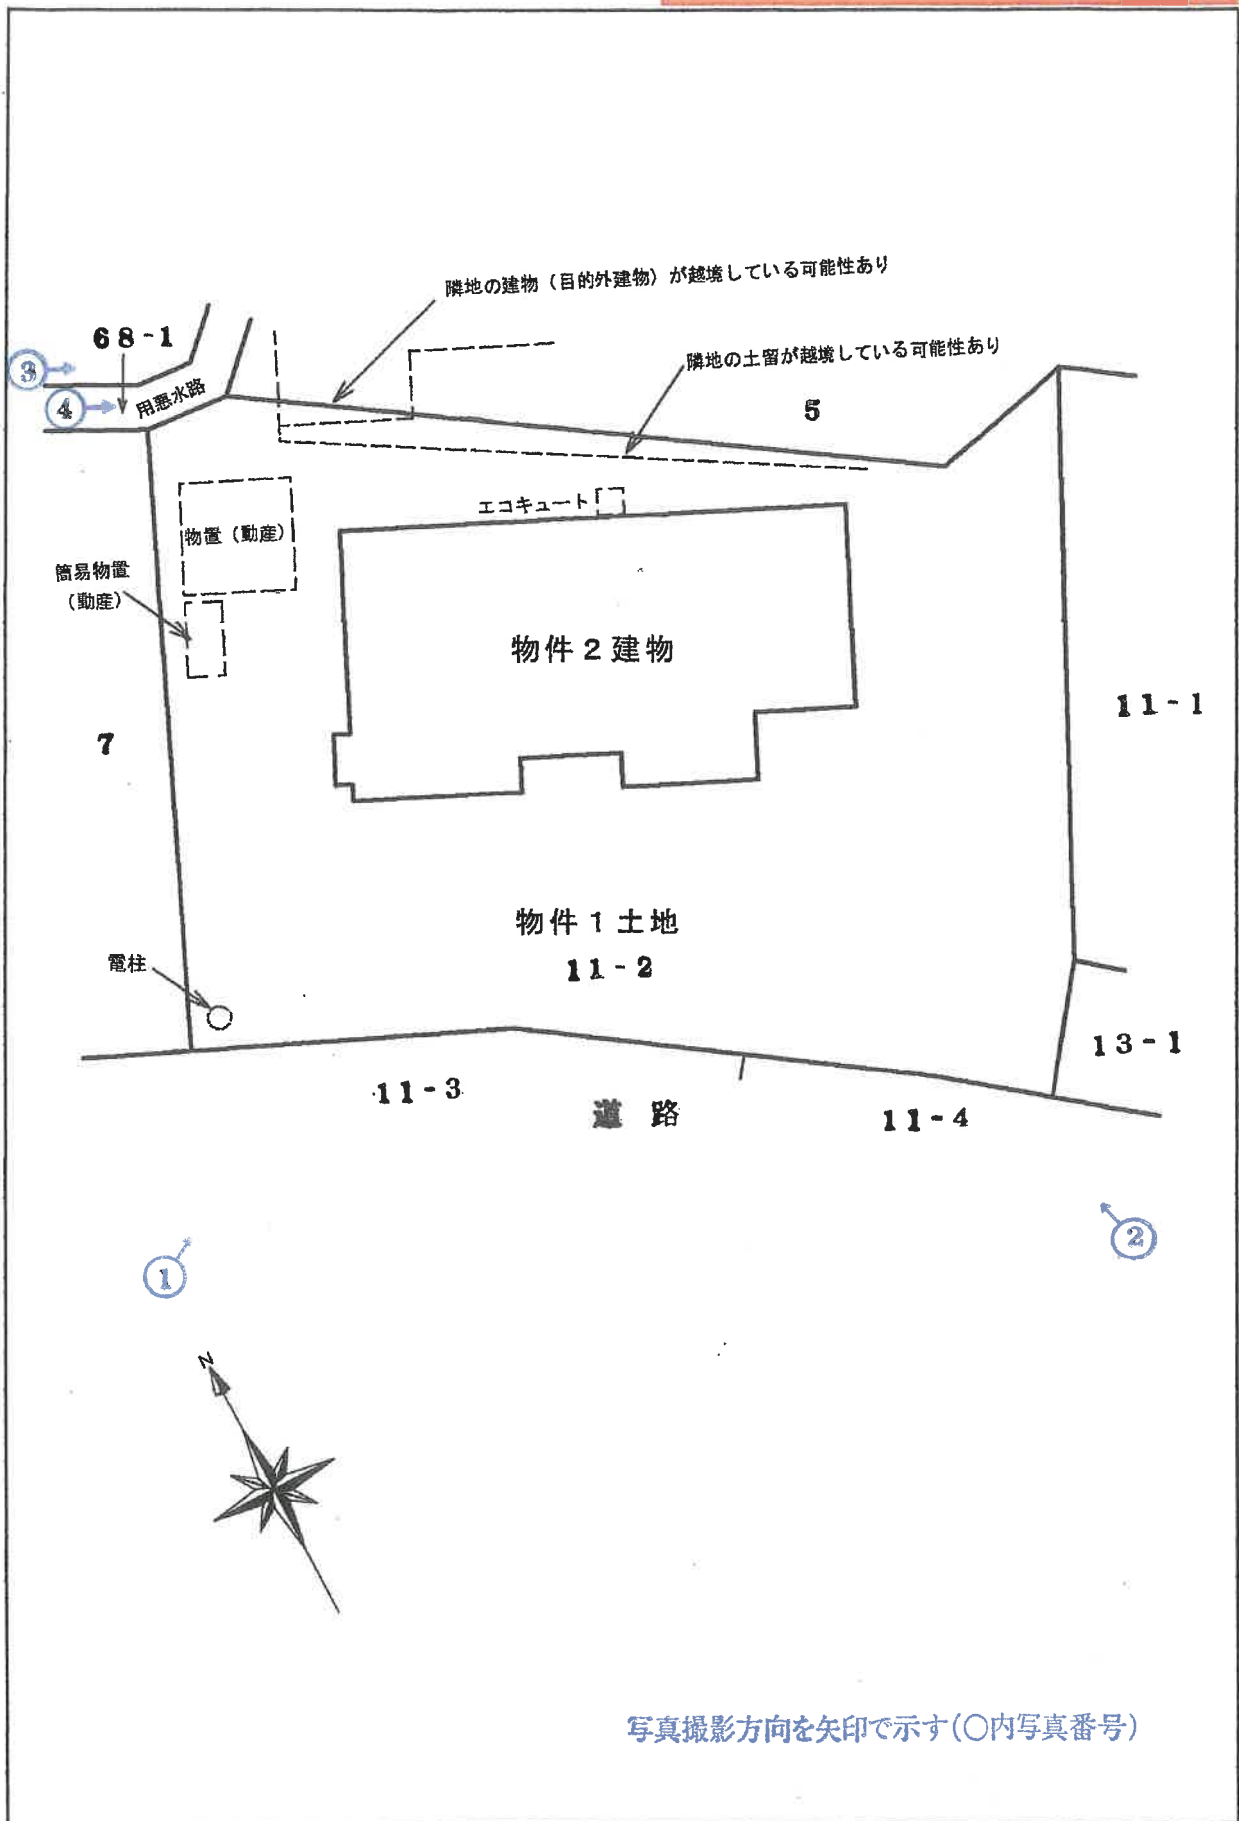 隣地の建物（目的外建物）が越境している可能性あり
68-1
隣地の土留が越境している可能性あり
③
④
用悪水路
5
エコキュート
物置（動産）
簡易物置
（動産）
物件２建物
11-1
7
物件１土地
11-2
電柱
13-1
11-3
道路
11-4
②
①
N
写真撮影方向を矢印で示す(〇内写真番号)